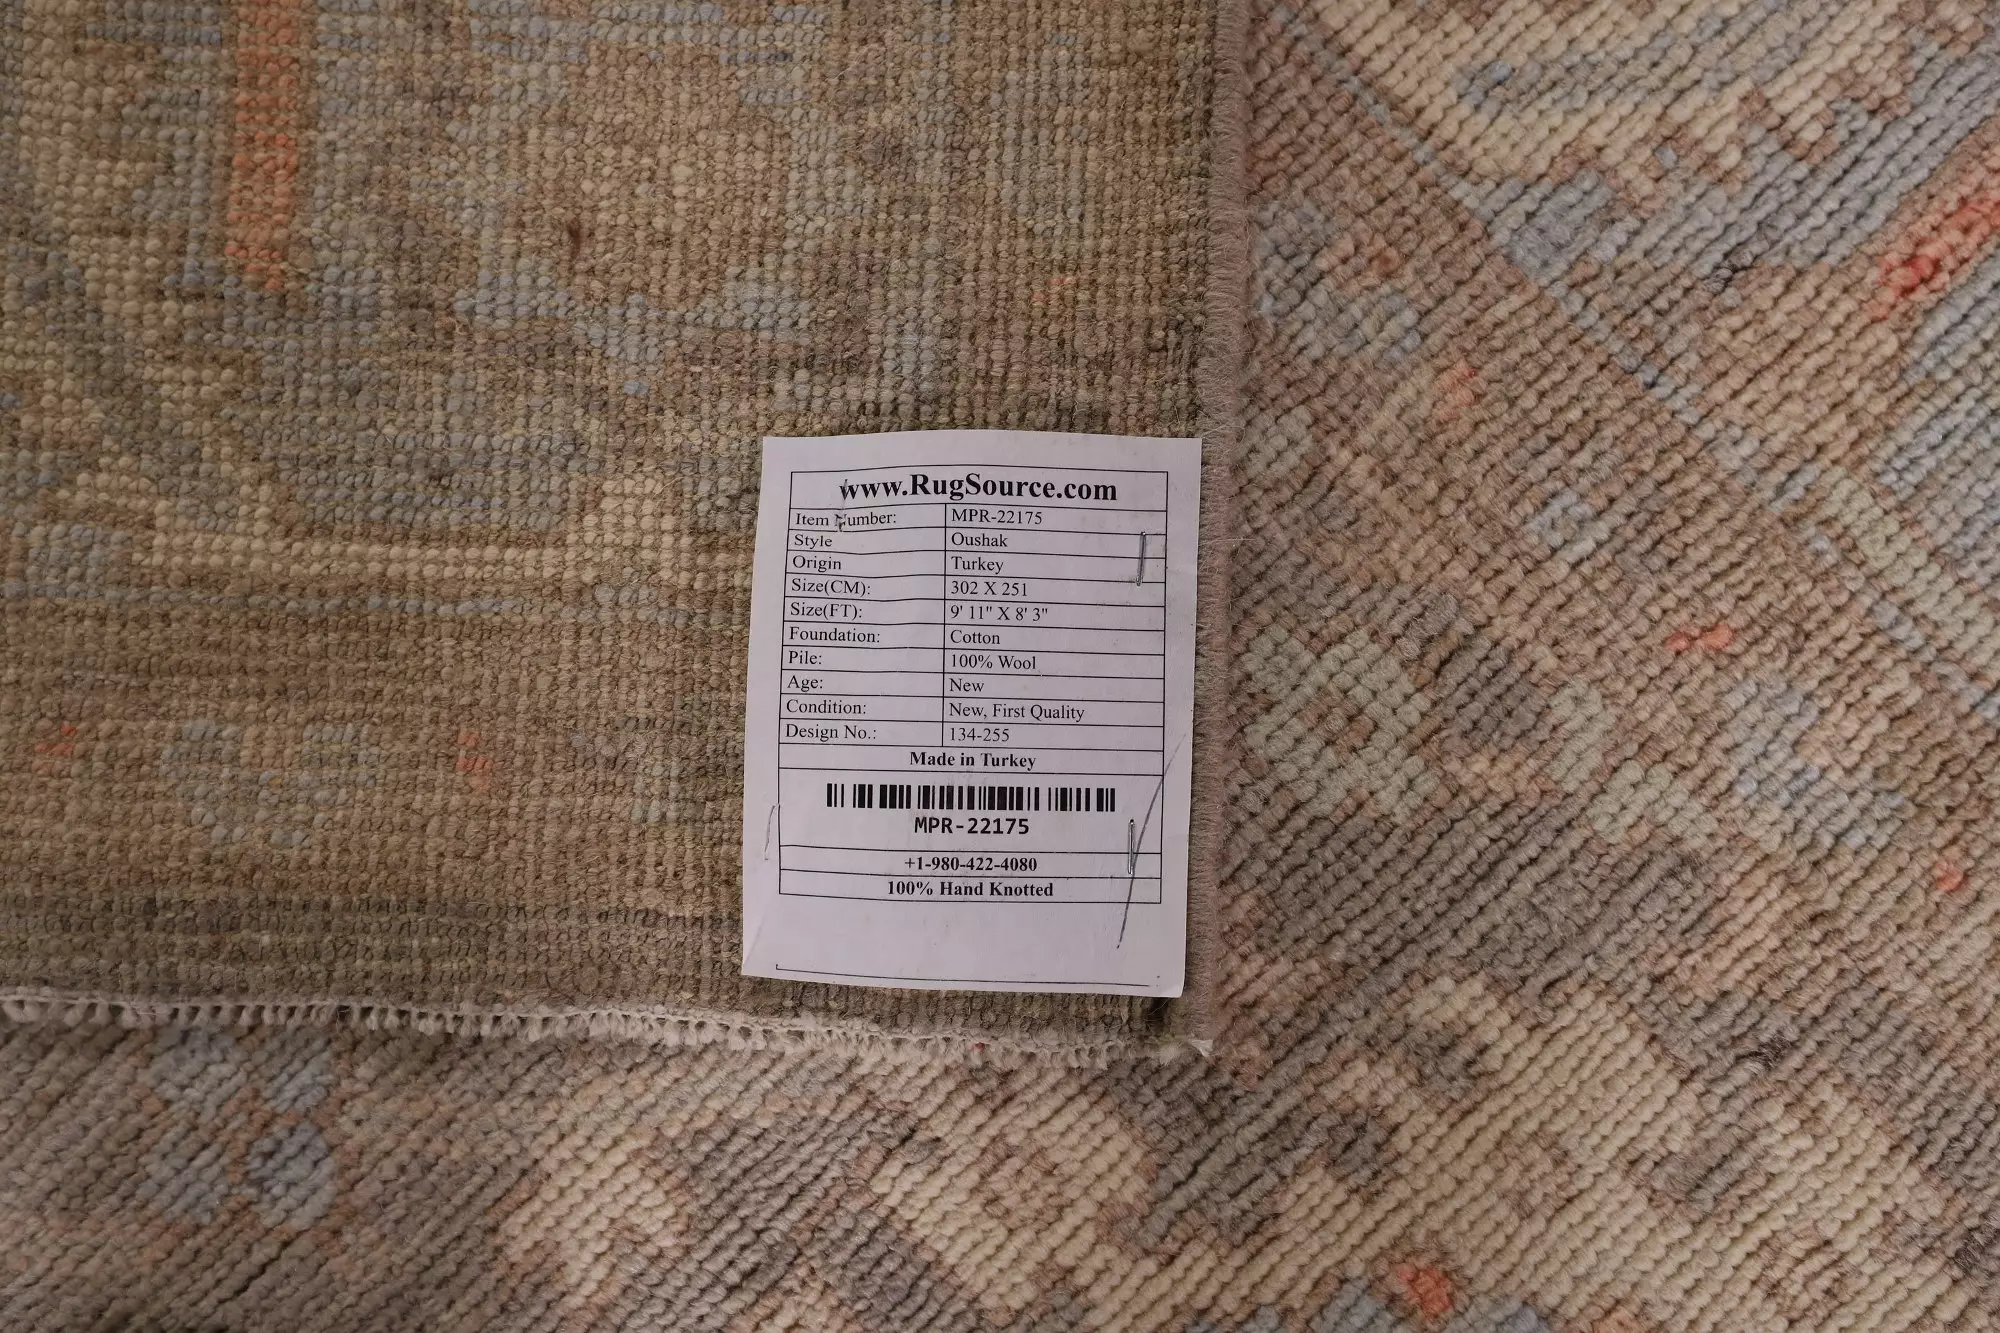 www.RugSource.com
Item Number: MPR-22175
Style Oushak
Origin Turkey
Size(CM): 302 X 251
Size(FT): 9' 11" X 8' 3"
Foundation: Cotton
Pile: 100% Wool
Age: New
Condition: New, First Quality
Design No.: 134-255
Made in Turkey
MPR-22175
+1-980-422-4080
100% Hand Knotted